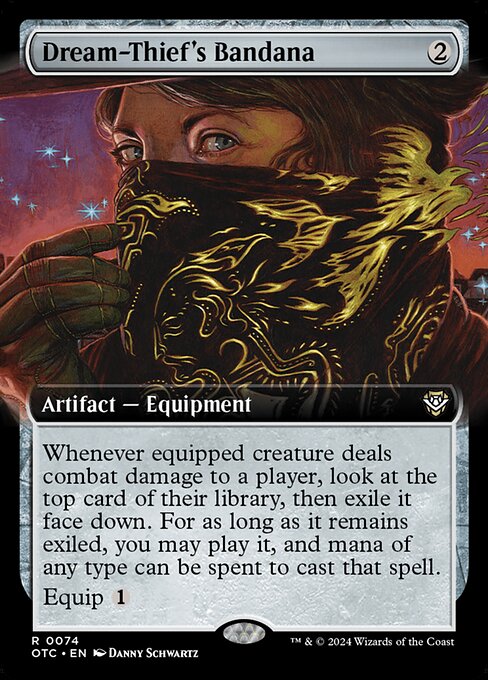 Dream-Thief's Bandana 2
Artifact — Equipment
Whenever equipped creature deals
combat damage to a player, look at the
top card of their library, then exile it
face down. For as long as it remains
exiled, you may play it, and mana of
any type can be spent to cast that spell.
Equip 1
R 0074
OTC • EN Danny Schwartz
™ & © 2024 Wizards of the Coast